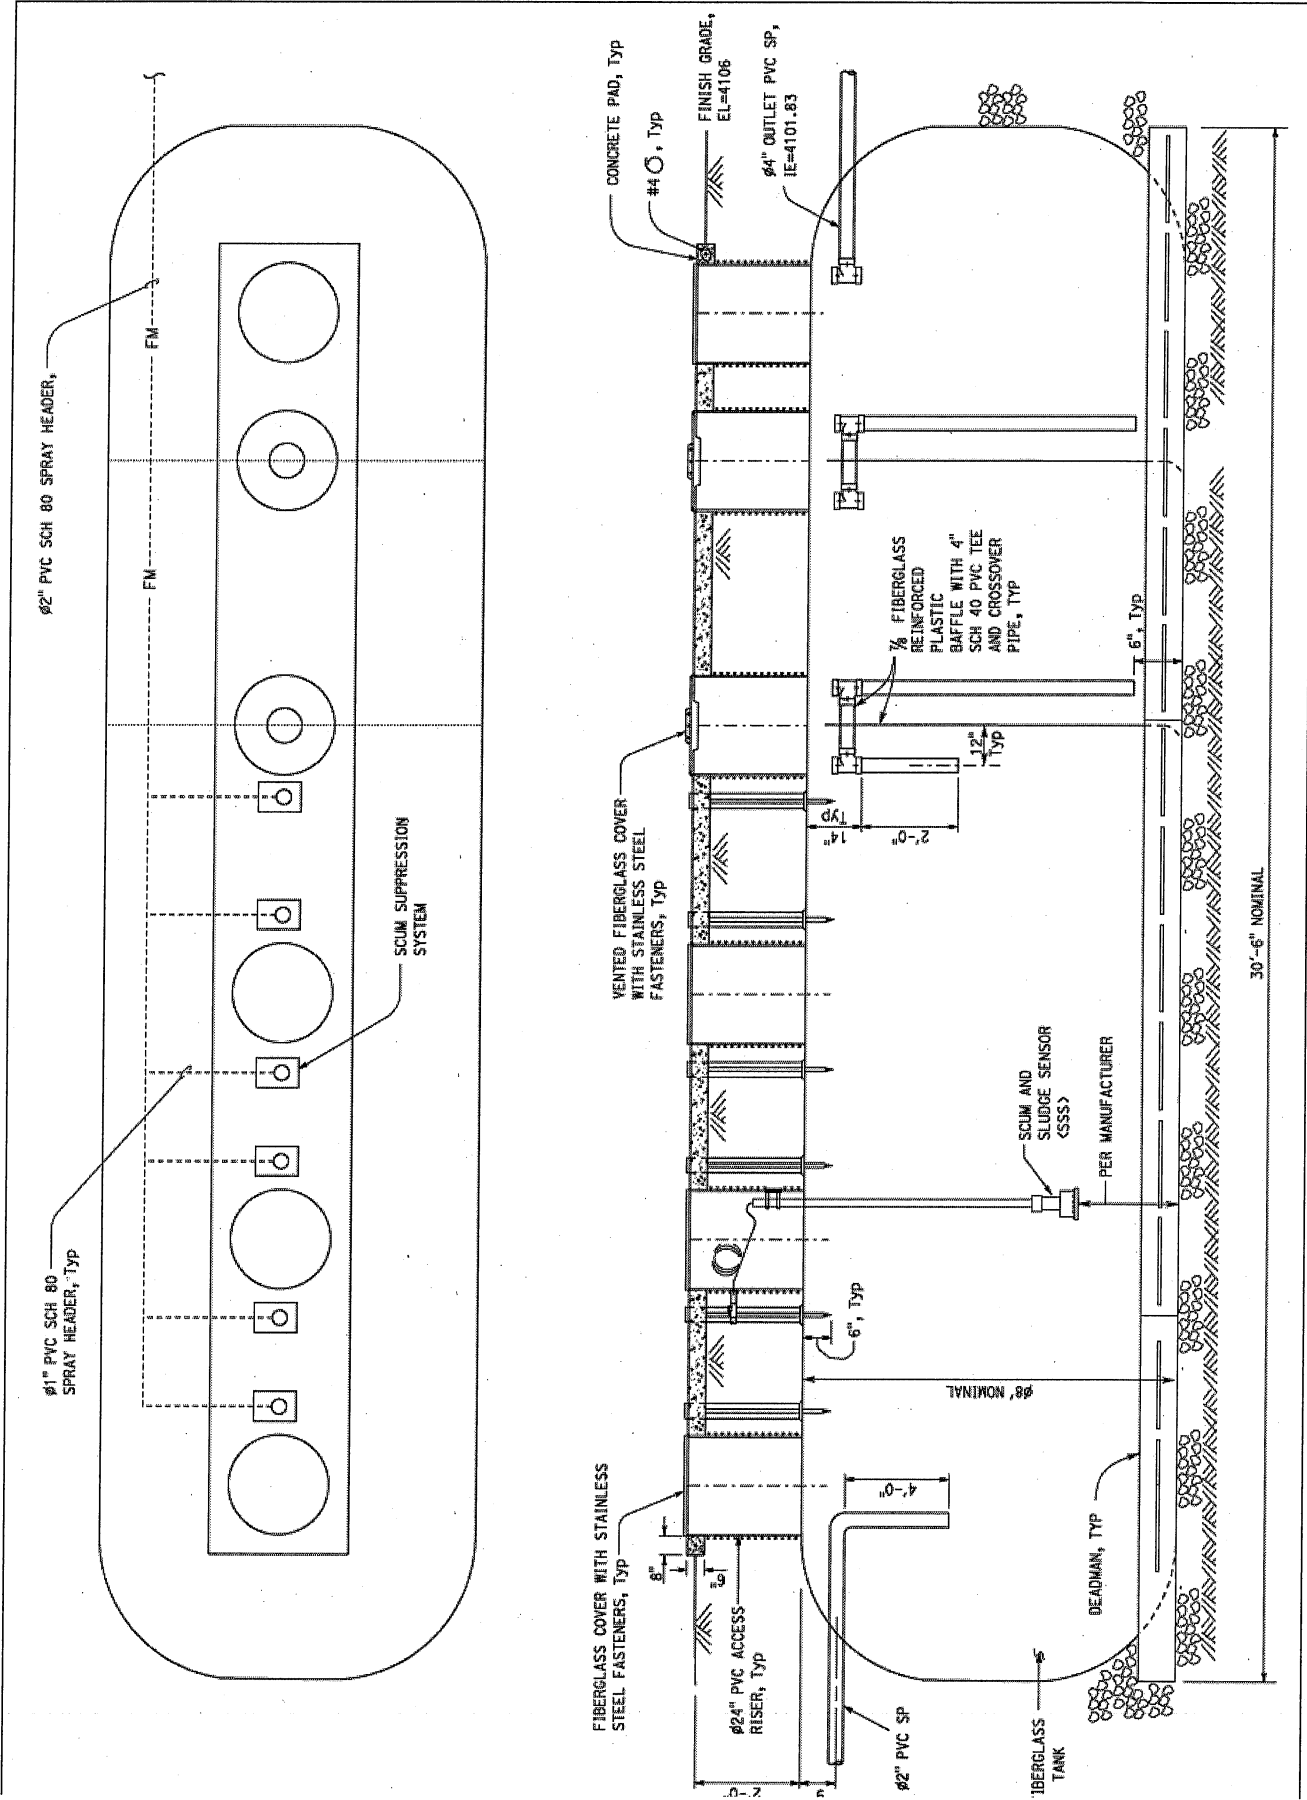 ø2" PVC SCH 80 SPRAY HEADER,
FM
FM
ø1" PVC SCH 80
SPRAY HEADER, Typ
SCUM SUPPRESSION
SYSTEM
FIBERGLASS COVER WITH STAINLESS
STEEL FASTENERS, Typ
VENTED FIBERGLASS COVER
WITH STAINLESS STEEL
FASTENERS, Typ
CONCRETE PAD, Typ
#4, Typ
FINISH GRADE,
EL=4106
ø4" OUTLET PVC SP,
IE=4101.83
8"
6"
ø24" PVC ACCESS
RISER, Typ
2'-0"
ø2" PVC SP
4'-0"
6", Typ
ø8' NOMINAL
14"
Typ
2'-0"
12"
Typ
⅞ FIBERGLASS
REINFORCED
PLASTIC
BAFFLE WITH 4"
SCH 40 PVC TEE
AND CROSSOVER
PIPE, TYP
6", Typ
SCUM AND
SLUDGE SENSOR
<SSS>
PER MANUFACTURER
DEADMAN, TYP
IBERGLASS
TANK
30'-6" NOMINAL